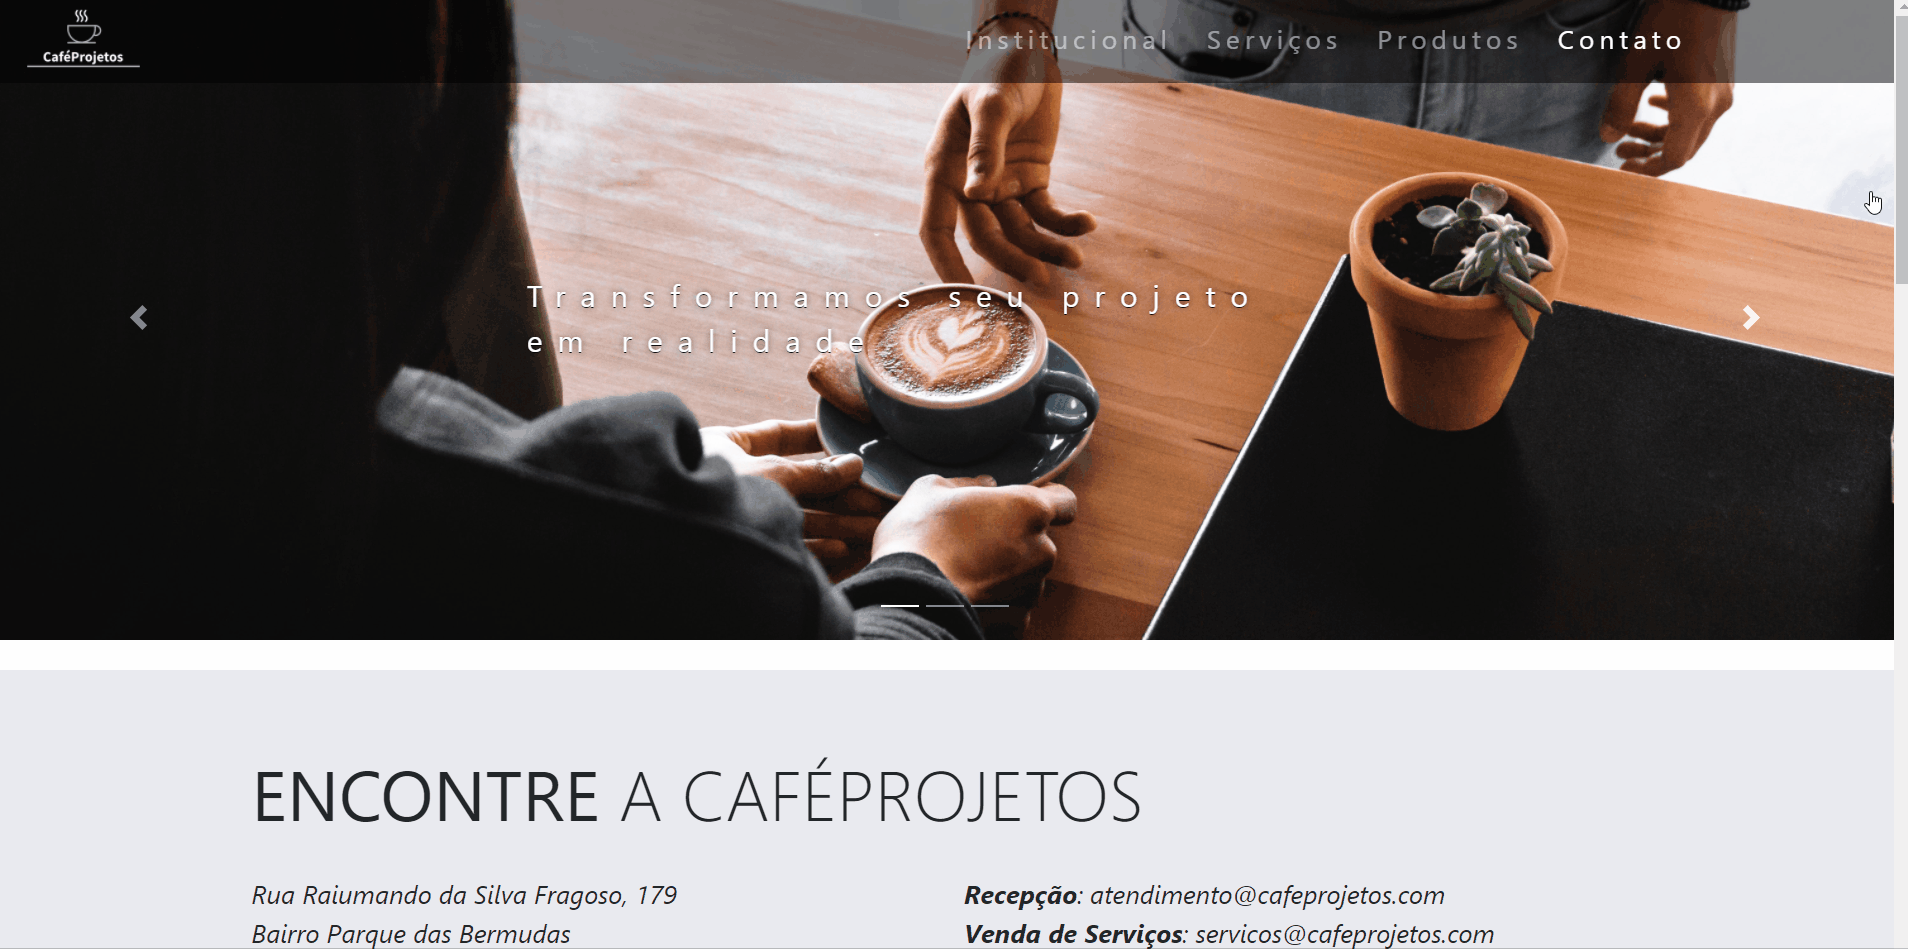 CaféProjetos
Institucional Serviços Produtos Contato
Transformamos seu projeto
em realidade
ENCONTRE A CAFÉPROJETOS
Rua Raiumando da Silva Fragoso, 179
Bairro Parque das Bermudas
Recepção: atendimento@cafeprojetos.com
Venda de Serviços: servicos@cafeprojetos.com